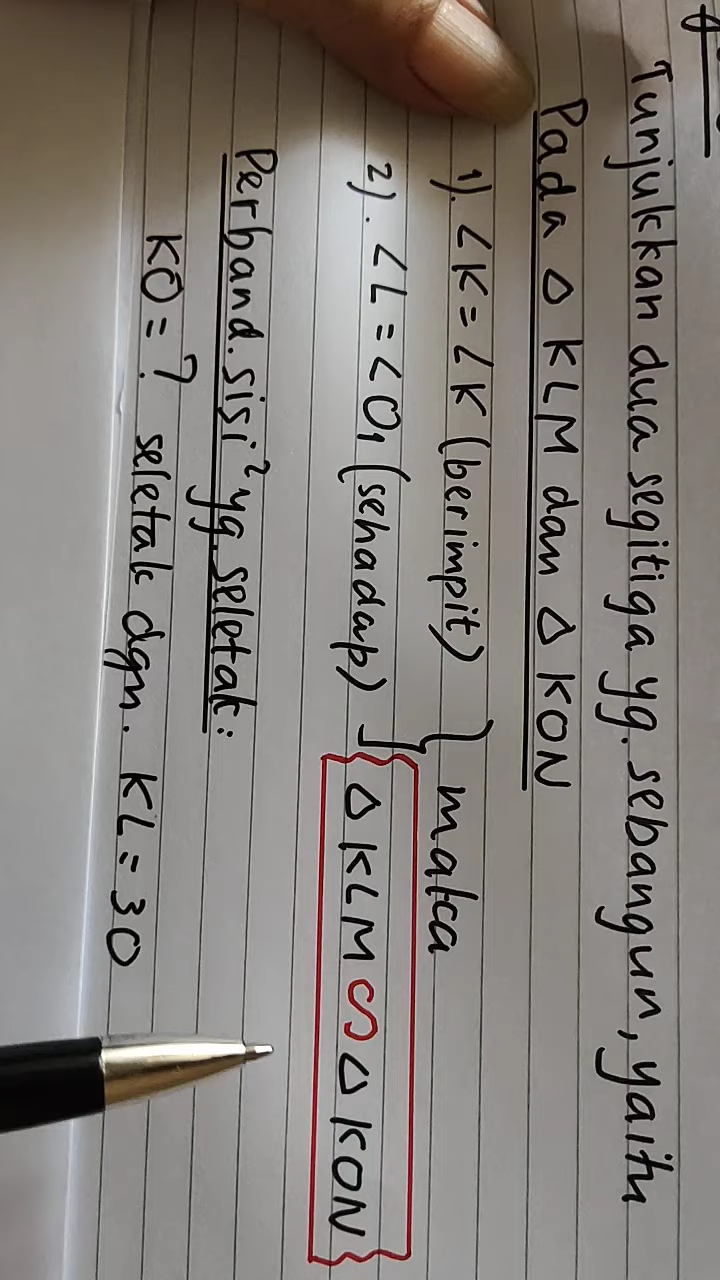 Tunjukkan dua segitiga yg. sebangun, yaitu
Pada Δ KLM dan Δ KON
1). ∠K = ∠K (berimpit) } maka
2). ∠L = ∠O₁ (sehadap)
Δ KLM ∽ Δ KON
Perband. sisi² yg. seletak:
KO = ? seletak dgn. KL = 30